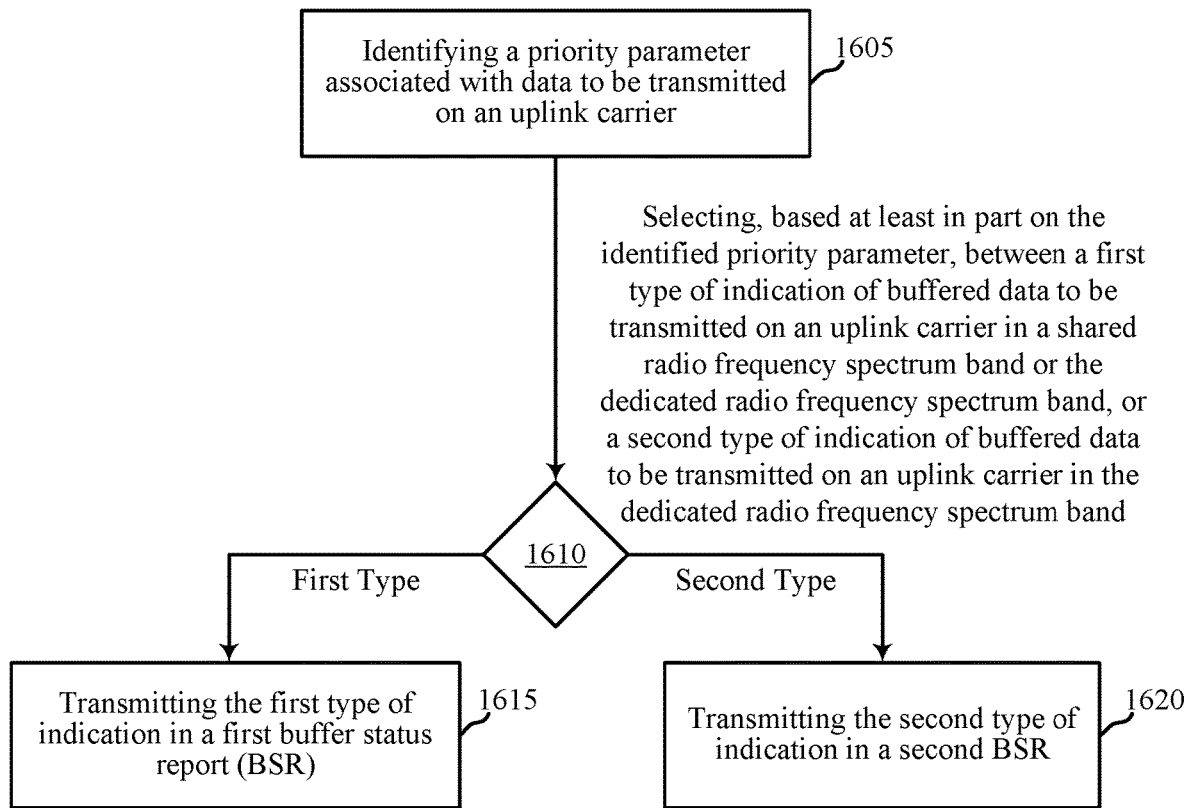 Identifying a priority parameter
associated with data to be transmitted
on an uplink carrier
1605
Selecting, based at least in part on the
identified priority parameter, between a first
type of indication of buffered data to be
transmitted on an uplink carrier in a shared
radio frequency spectrum band or the
dedicated radio frequency spectrum band, or
a second type of indication of buffered data
to be transmitted on an uplink carrier in the
dedicated radio frequency spectrum band
1610
First Type
Second Type
Transmitting the first type of
indication in a first buffer status
report (BSR)
1615
Transmitting the second type of
indication in a second BSR
1620